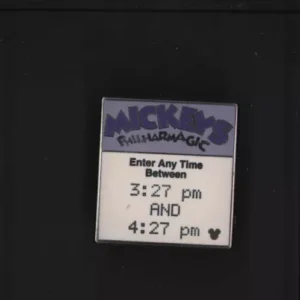 MICKEY'S
PHILHARMAGIC
Enter Any Time
Between
3:27 pm
AND
4:27 pm